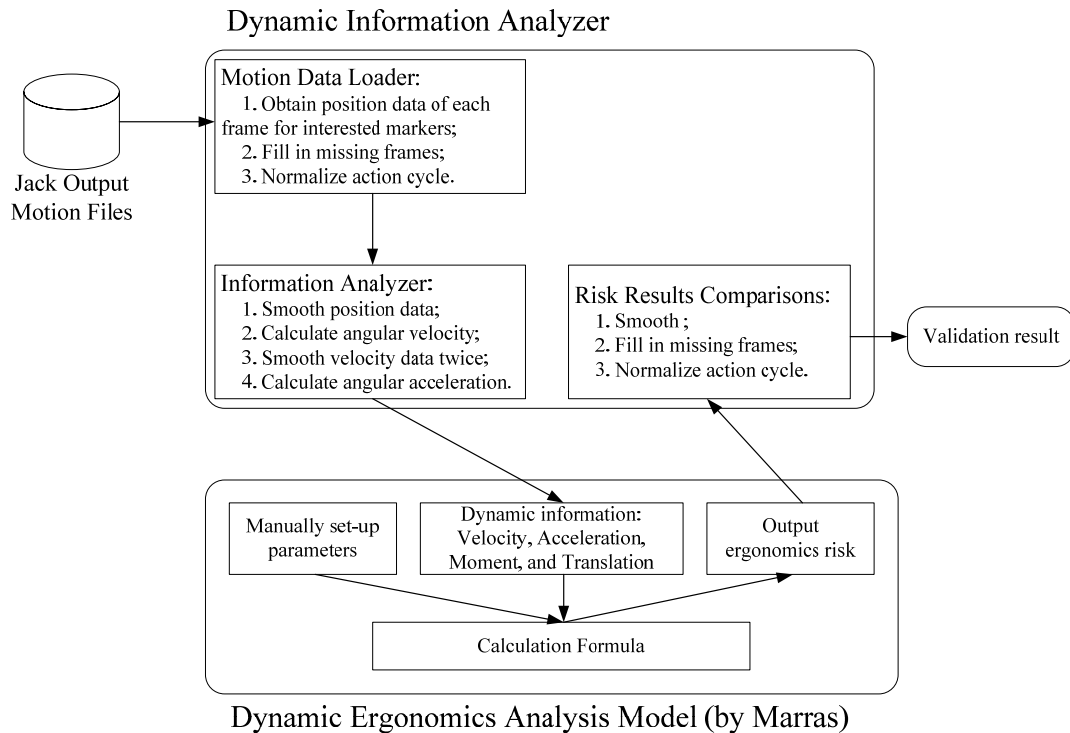 Dynamic Information Analyzer
Jack Output
Motion Files
Motion Data Loader:
1. Obtain position data of each
frame for interested markers;
2. Fill in missing frames;
3. Normalize action cycle.
Information Analyzer:
1. Smooth position data;
2. Calculate angular velocity;
3. Smooth velocity data twice;
4. Calculate angular acceleration.
Risk Results Comparisons:
1. Smooth ;
2. Fill in missing frames;
3. Normalize action cycle.
Validation result
Manually set-up
parameters
Dynamic information:
Velocity, Acceleration,
Moment, and Translation
Output
ergonomics risk
Calculation Formula
Dynamic Ergonomics Analysis Model (by Marras)